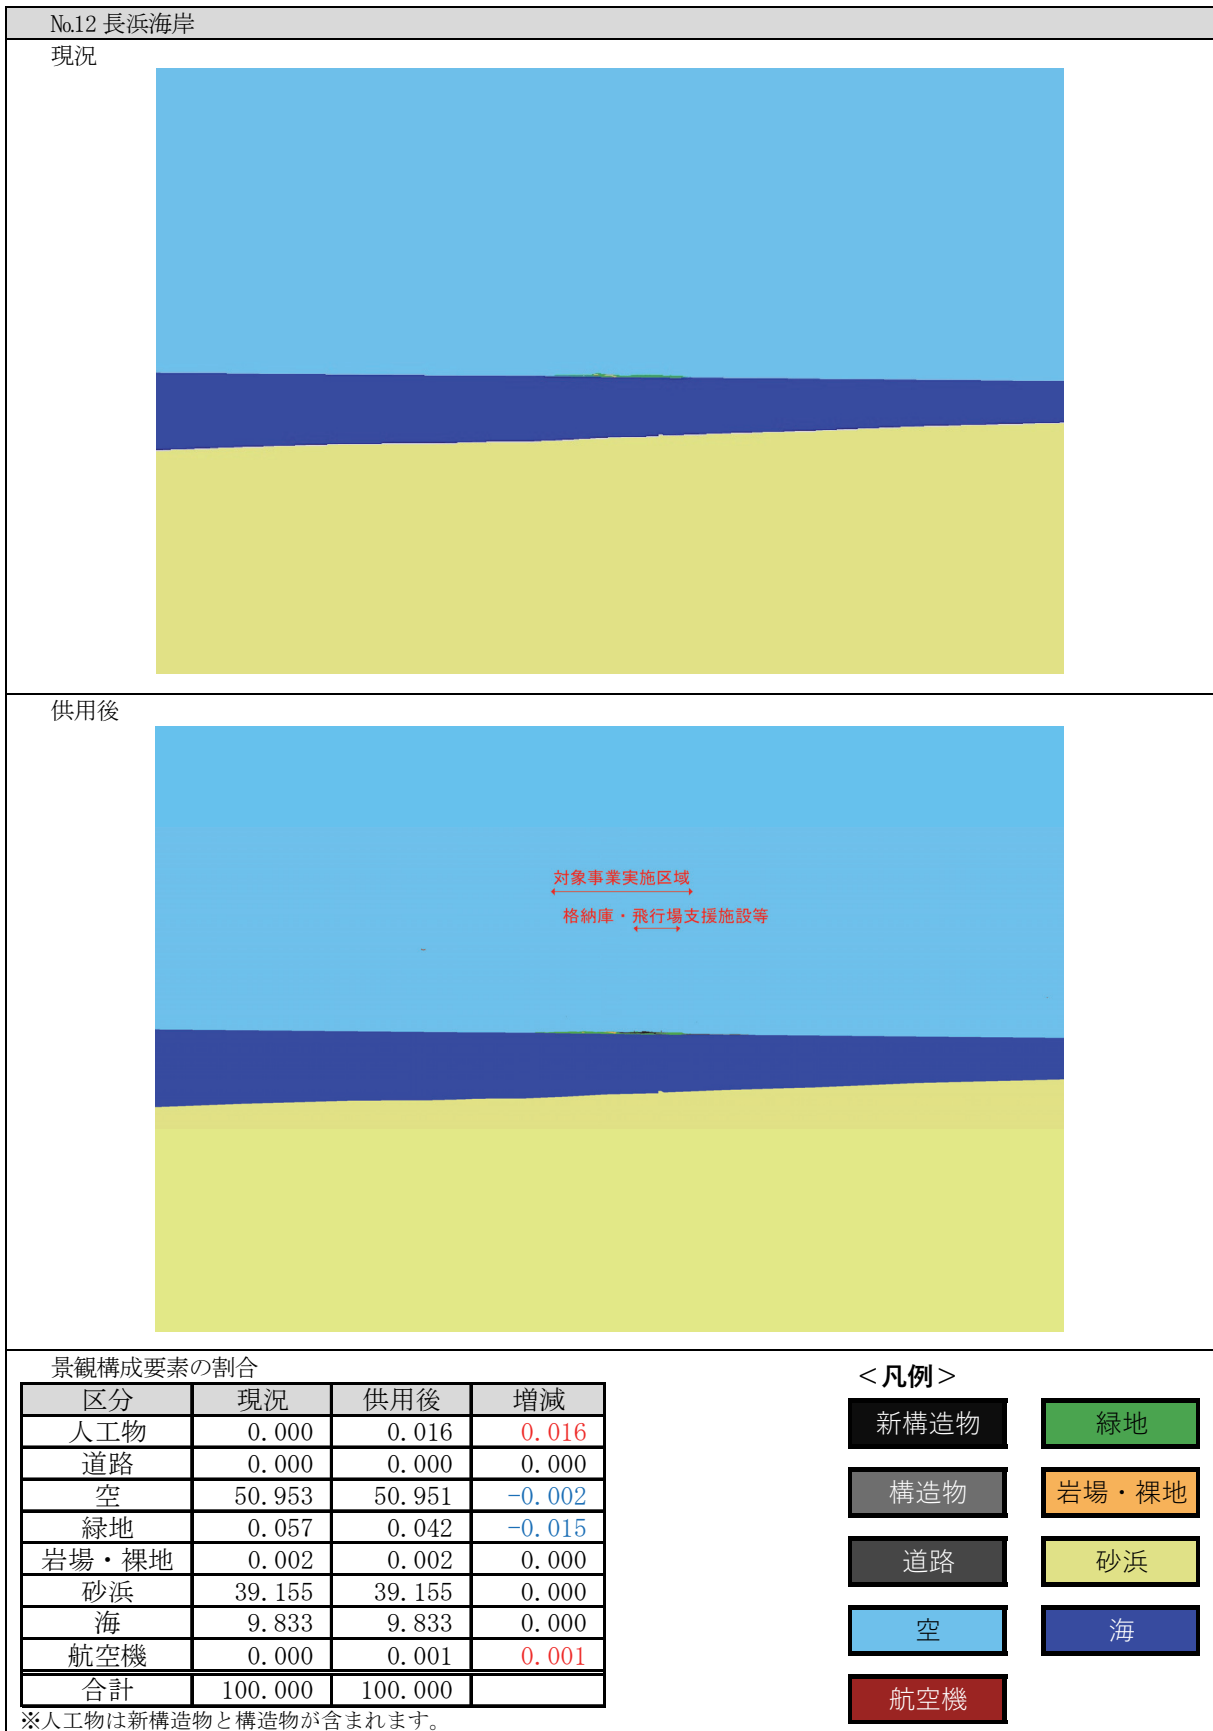 №12 長浜海岸
現況
供用後
対象事業実施区域
格納庫・飛行場支援施設等
景観構成要素の割合
区分 現況 供用後 増減
人工物 0.000 0.016 0.016
道路 0.000 0.000 0.000
空 50.953 50.951 -0.002
緑地 0.057 0.042 -0.015
岩場・裸地 0.002 0.002 0.000
砂浜 39.155 39.155 0.000
海 9.833 9.833 0.000
航空機 0.000 0.001 0.001
合計 100.000 100.000
※人工物は新構造物と構造物が含まれます。
＜凡例＞
新構造物 緑地
構造物 岩場・裸地
道路 砂浜
空 海
航空機